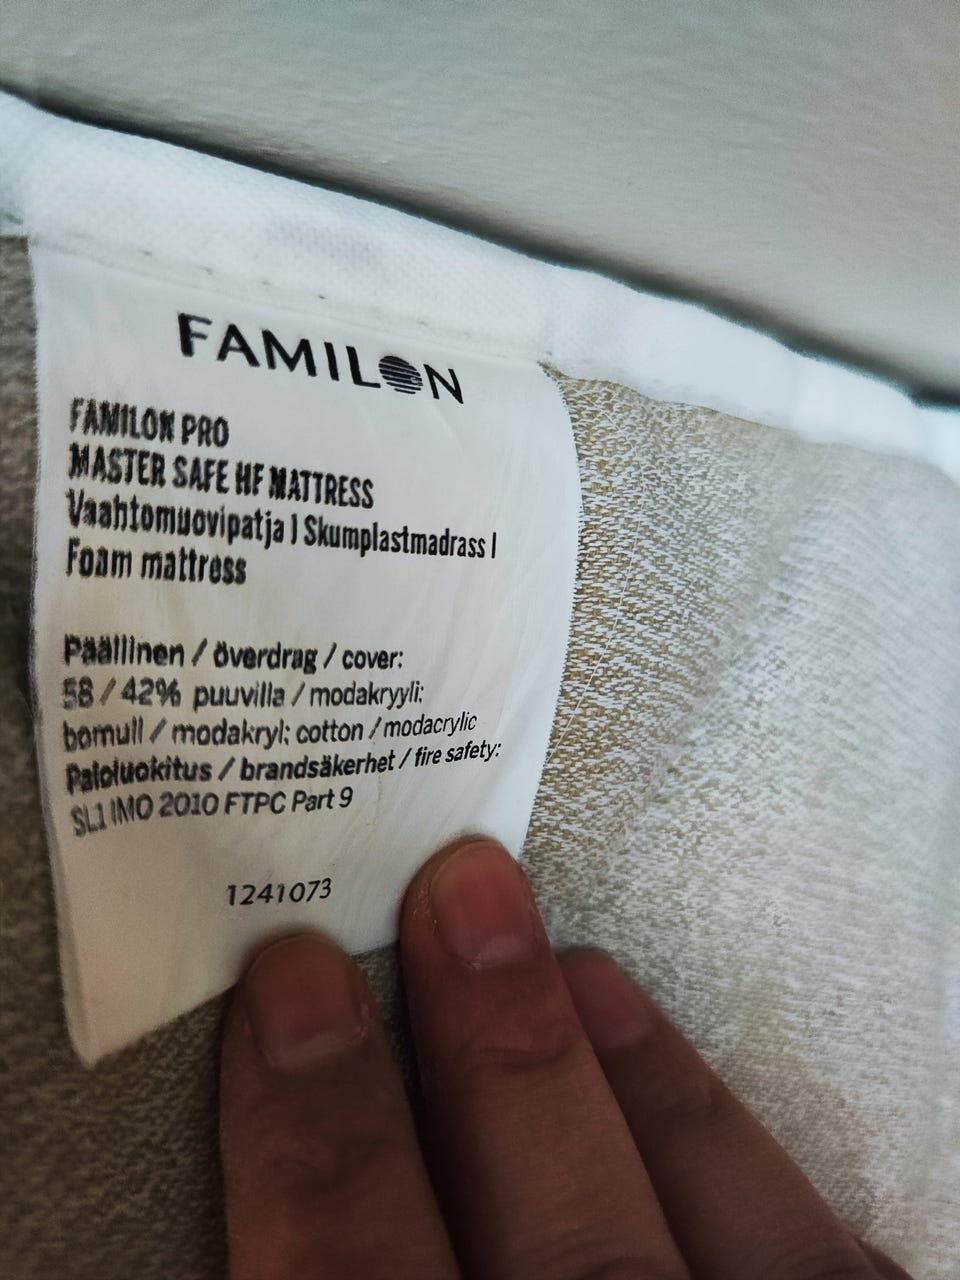 FAMILON
FAMILON PRO
MASTER SAFE HF MATTRESS
Vaahtomuovipatja | Skumplastmadrass |
Foam mattress
Päällinen / överdrag / cover:
58 / 42% puuvilla / modakryyli:
bomull / modakryl: cotton / modacrylic
Paloluokitus / brandsäkerhet / fire safety:
SL1 IMO 2010 FTPC Part 9
1241073